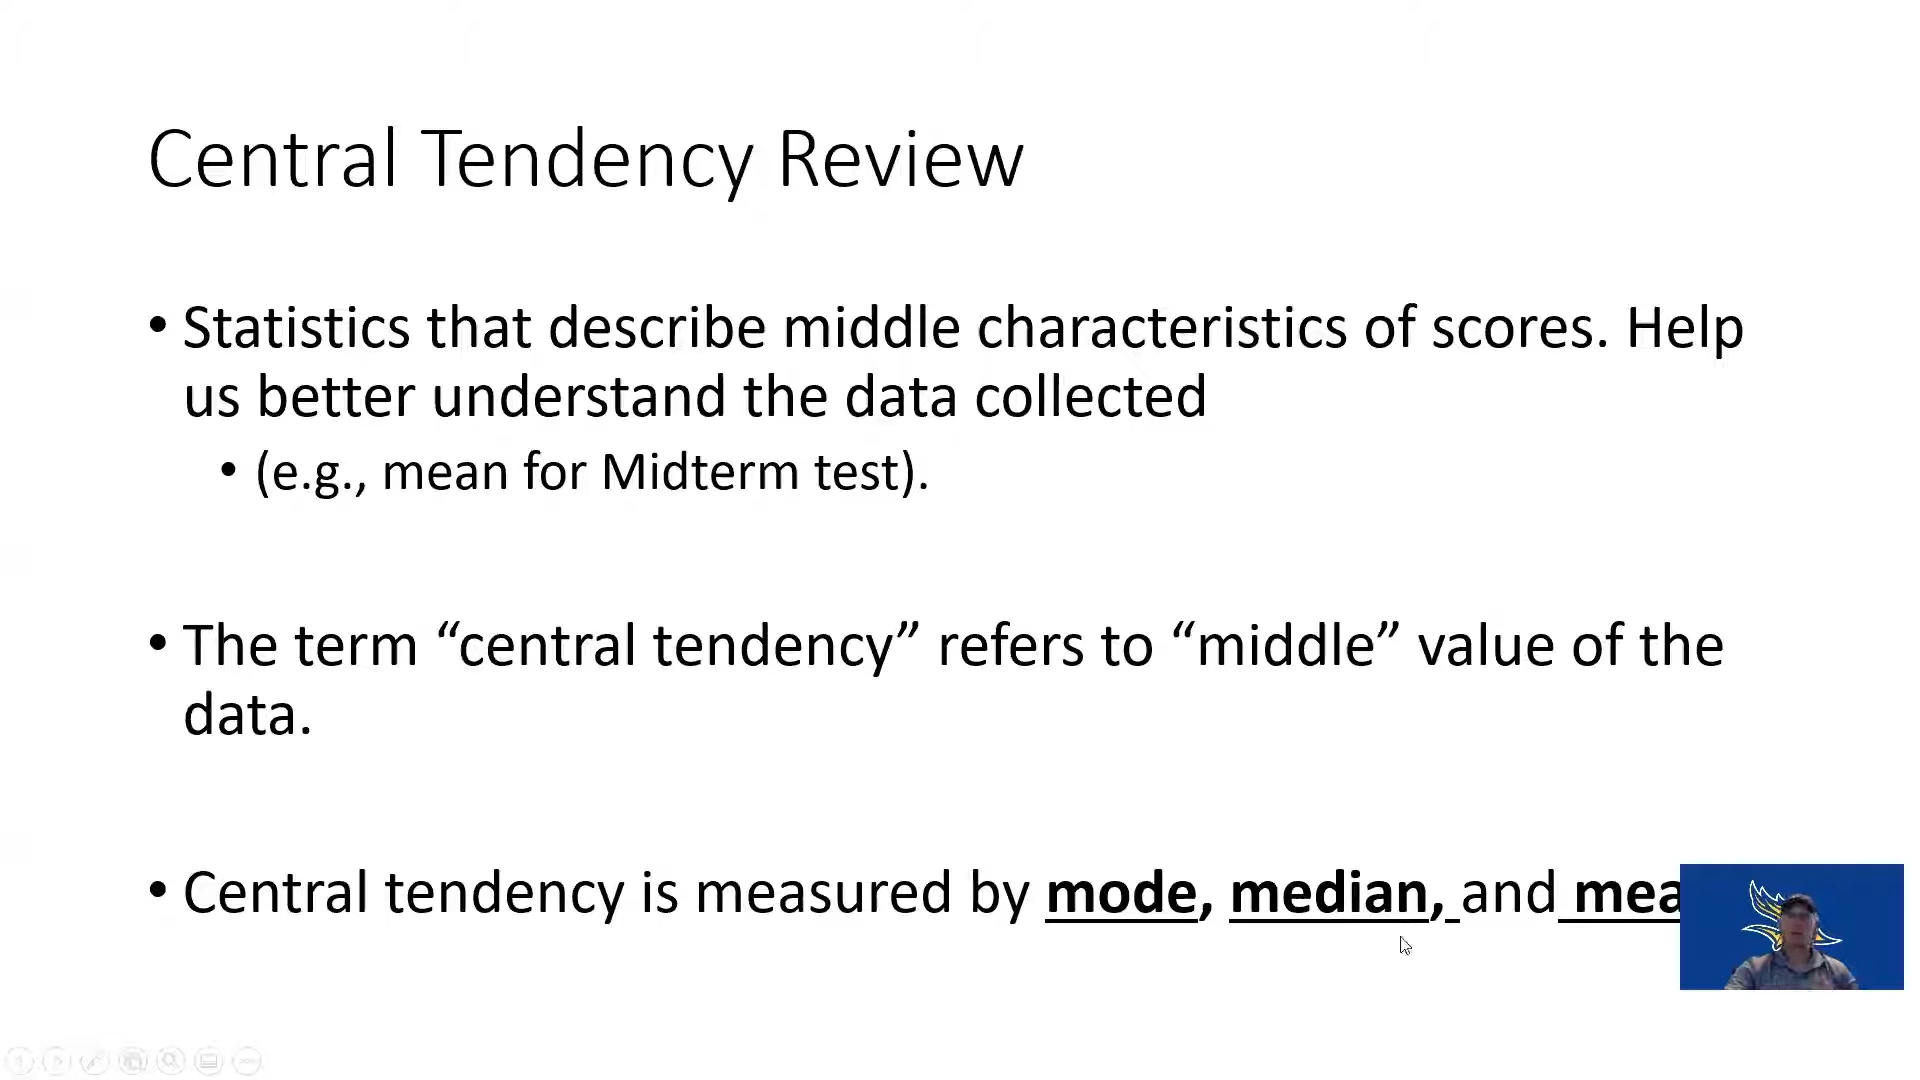 Central Tendency Review
• Statistics that describe middle characteristics of scores. Help
us better understand the data collected
• (e.g., mean for Midterm test).
• The term “central tendency” refers to “middle” value of the
data.
• Central tendency is measured by mode, median, and mea